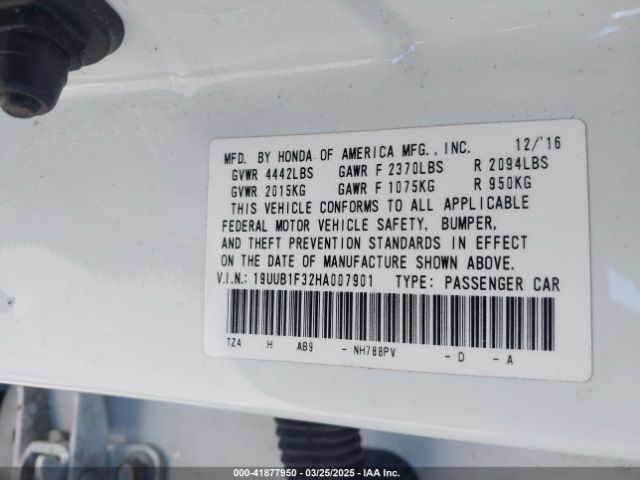 MFD. BY HONDA OF AMERICA MFG., INC. 12/'16
GVWR 4442LBS GAWR F 2370LBS R 2094LBS
GVWR 2015KG GAWR F 1075KG R 950KG
THIS VEHICLE CONFORMS TO ALL APPLICABLE
FEDERAL MOTOR VEHICLE SAFETY, BUMPER,
AND THEFT PREVENTION STANDARDS IN EFFECT
ON THE DATE OF MANUFACTURE SHOWN ABOVE.
V.I.N.: 19UUB1F32HA007901 TYPE: PASSENGER CAR
TZ4 H AB9 - NH788PV - D - A
000-41877950 - 03/25/2025 - IAA Inc.